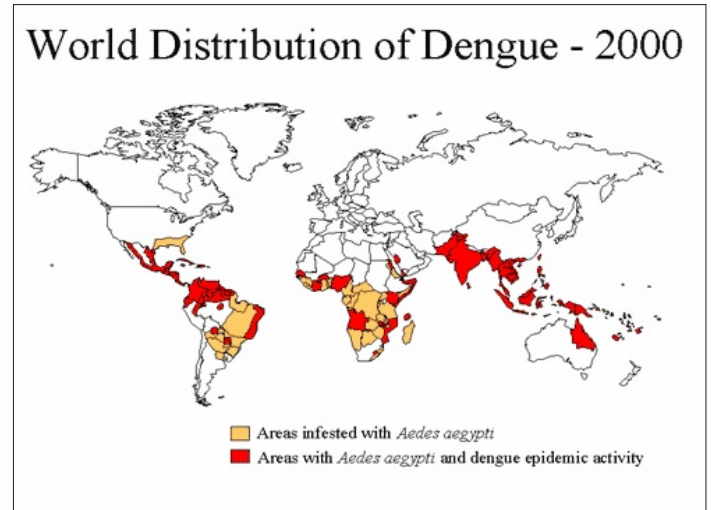 World Distribution of Dengue - 2000
Areas infested with Aedes aegypti
Areas with Aedes aegypti and dengue epidemic activity